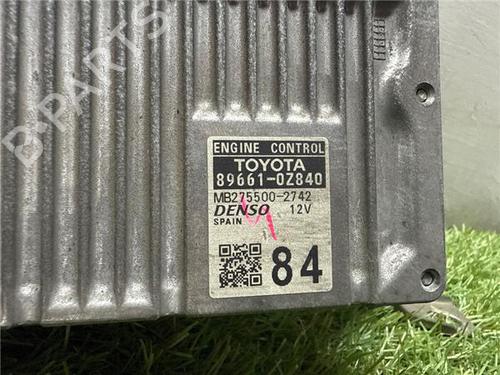 B-PARTS
ENGINE CONTROL
TOYOTA
89661-0Z840
MB275500-2742
DENSO 12V
SPAIN
84